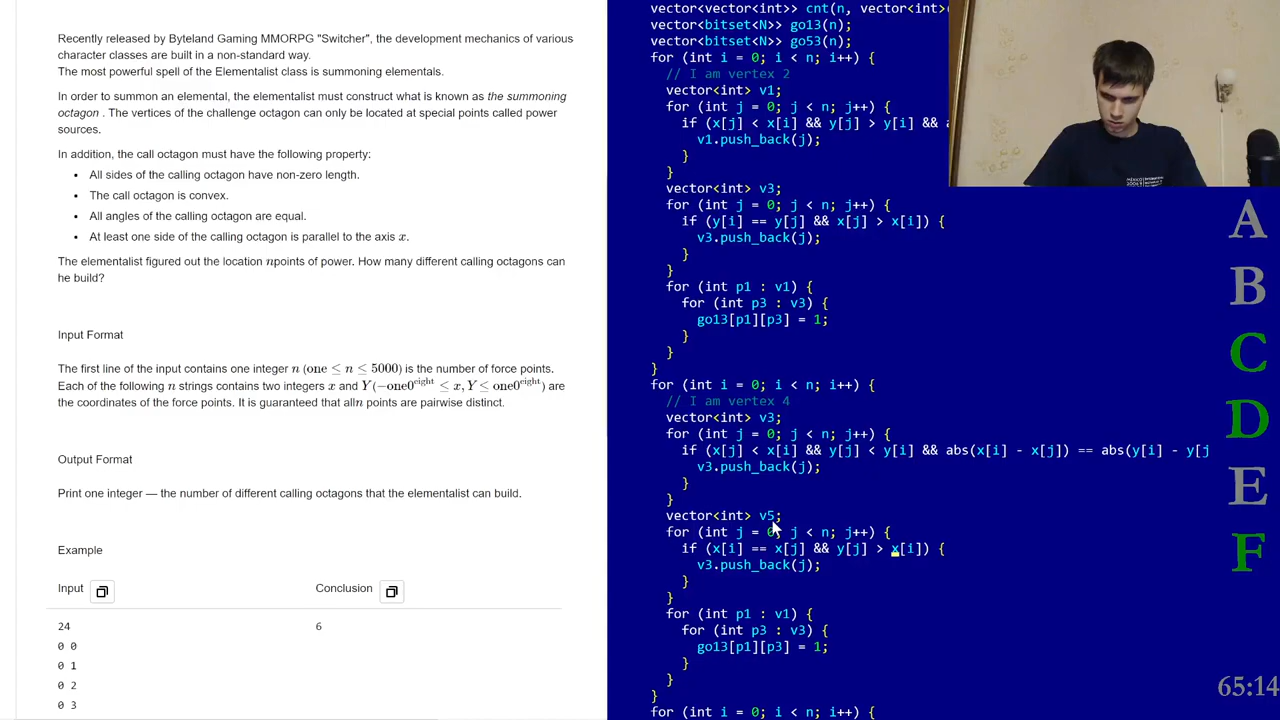 Recently released by Byteland Gaming MMORPG "Switcher", the development mechanics of various
character classes are built in a non-standard way.
The most powerful spell of the Elementalist class is summoning elementals.
In order to summon an elemental, the elementalist must construct what is known as the summoning
octagon . The vertices of the challenge octagon can only be located at special points called power
sources.
In addition, the call octagon must have the following property:
• All sides of the calling octagon have non-zero length.
• The call octagon is convex.
• All angles of the calling octagon are equal.
• At least one side of the calling octagon is parallel to the axis x.
The elementalist figured out the location npoints of power. How many different calling octagons can
he build?
Input Format
The first line of the input contains one integer n (one ≤ n ≤ 5000) is the number of force points.
Each of the following n strings contains two integers x and Y (−one0^eight ≤ x, Y ≤ one0^eight) are
the coordinates of the force points. It is guaranteed that alln points are pairwise distinct.
Output Format
Print one integer — the number of different calling octagons that the elementalist can build.
Example
Input
Conclusion
24
6
0 0
0 1
0 2
0 3
vector<vector<int>> cnt(n, vector<i
vector<bitset<N>> go13(n);
vector<bitset<N>> go53(n);
for (int i = 0; i < n; i++) {
// I am vertex 2
vector<int> v1;
for (int j = 0; j < n; j++) {
if (x[j] < x[i] && y[j] > y[i] && a
v1.push_back(j);
}
}
vector<int> v3;
for (int j = 0; j < n; j++) {
if (y[i] == y[j] && x[j] > x[i]) {
v3.push_back(j);
}
}
for (int p1 : v1) {
for (int p3 : v3) {
go13[p1][p3] = 1;
}
}
}
for (int i = 0; i < n; i++) {
// I am vertex 4
vector<int> v3;
for (int j = 0; j < n; j++) {
if (x[j] < x[i] && y[j] < y[i] && abs(x[i] - x[j]) == abs(y[i] - y[j
v3.push_back(j);
}
}
vector<int> v5;
for (int j = 0; j < n; j++) {
if (x[i] == x[j] && y[j] > x[i]) {
v3.push_back(j);
}
}
for (int p1 : v1) {
for (int p3 : v3) {
go13[p1][p3] = 1;
}
}
}
for (int i = 0; i < n; i++) {
A
B
C
D
E
F
65:14